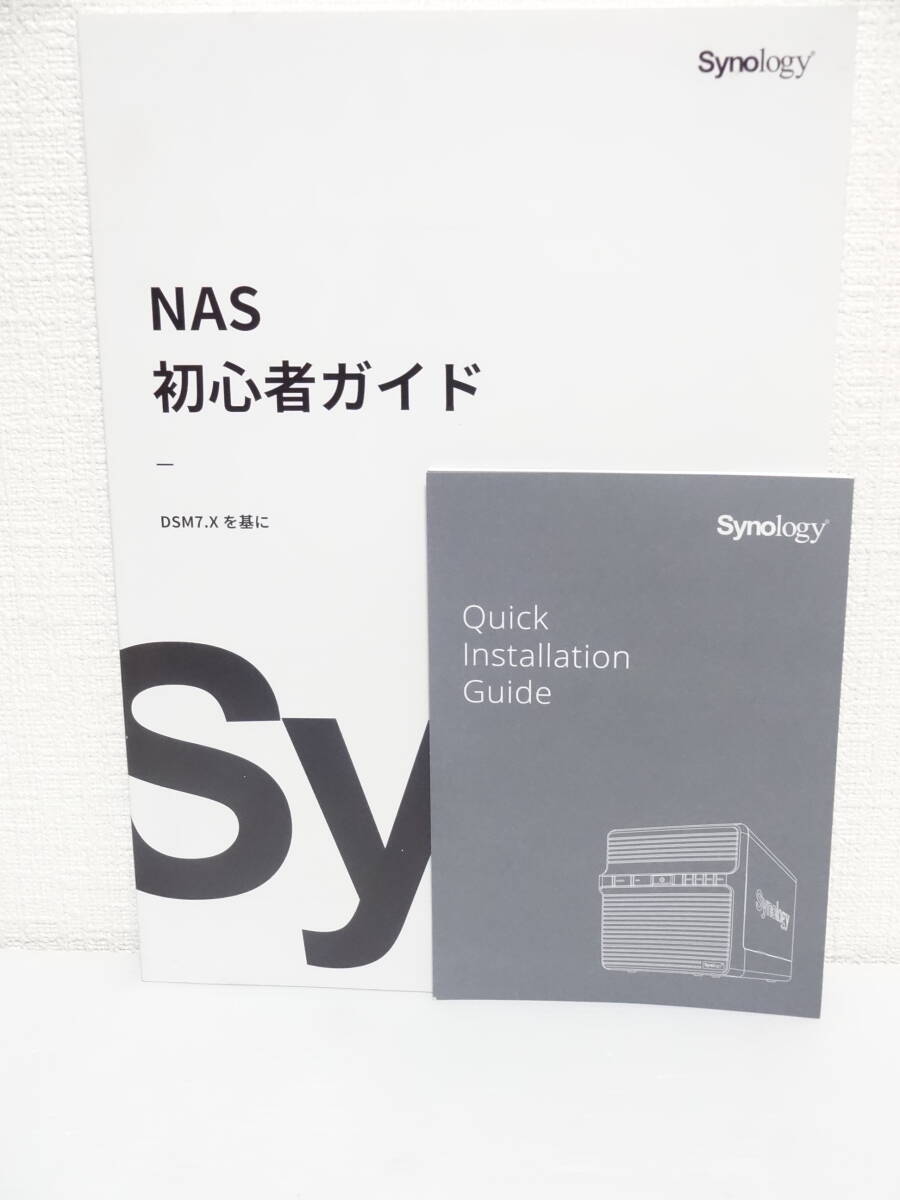 Synology®
NAS
初心者ガイド
—
DSM7.X を基に
Sy
Synology®
Quick
Installation
Guide
Synology